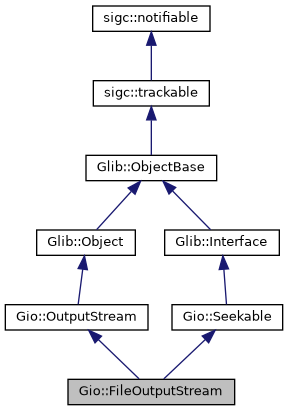 sigc::notifiable
sigc::trackable
Glib::ObjectBase
Glib::Object
Glib::Interface
Gio::OutputStream
Gio::Seekable
Gio::FileOutputStream